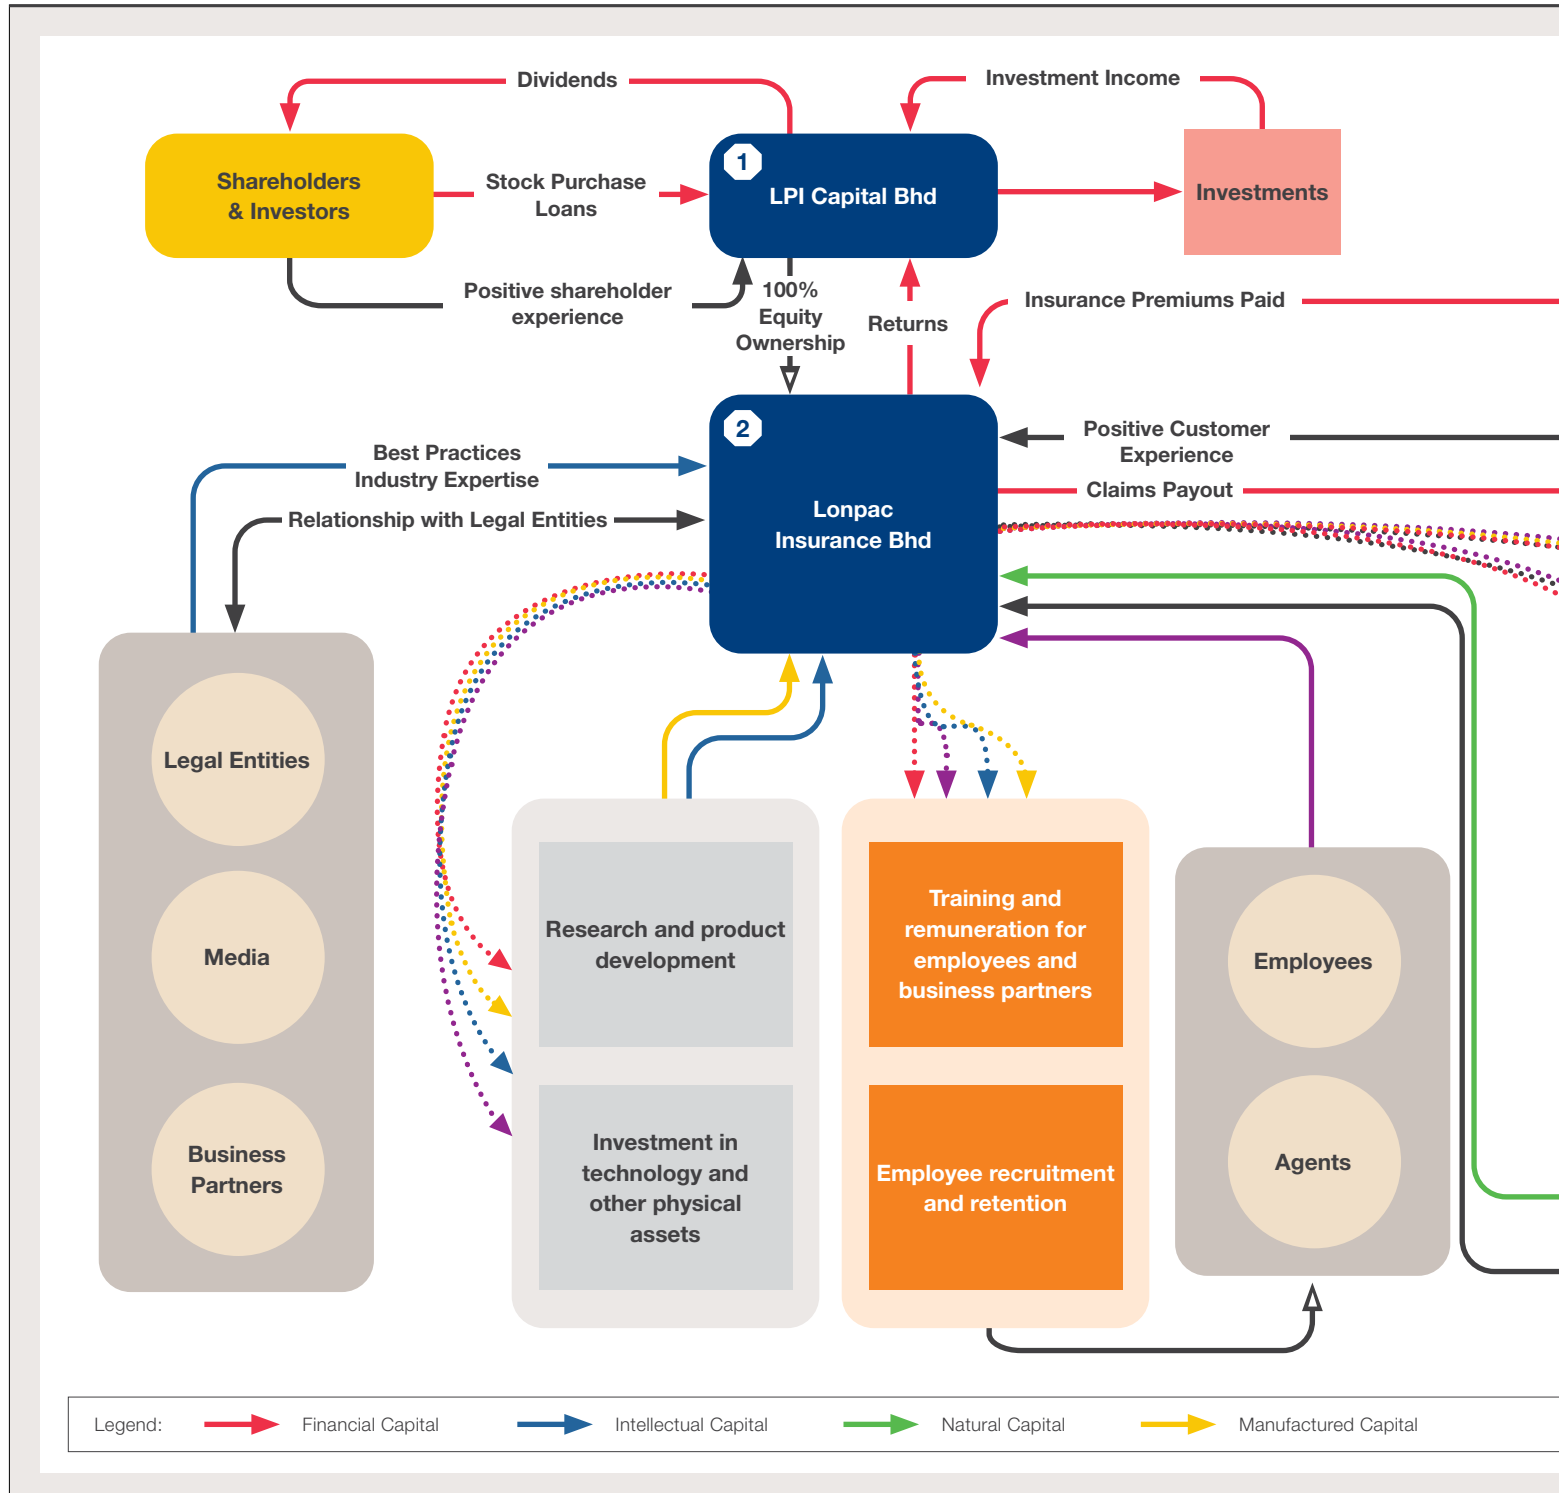 Dividends
Investment Income
Shareholders
& Investors
Stock Purchase
Loans
1
LPI Capital Bhd
Investments
Positive shareholder
experience
100%
Equity
Ownership
Returns
Insurance Premiums Paid
2
Lonpac
Insurance Bhd
Best Practices
Industry Expertise
Positive Customer
Experience
Claims Payout
Relationship with Legal Entities
Legal Entities
Media
Business
Partners
Research and product
development
Investment in
technology and
other physical
assets
Training and
remuneration for
employees and
business partners
Employee recruitment
and retention
Employees
Agents
Legend:
Financial Capital
Intellectual Capital
Natural Capital
Manufactured Capital